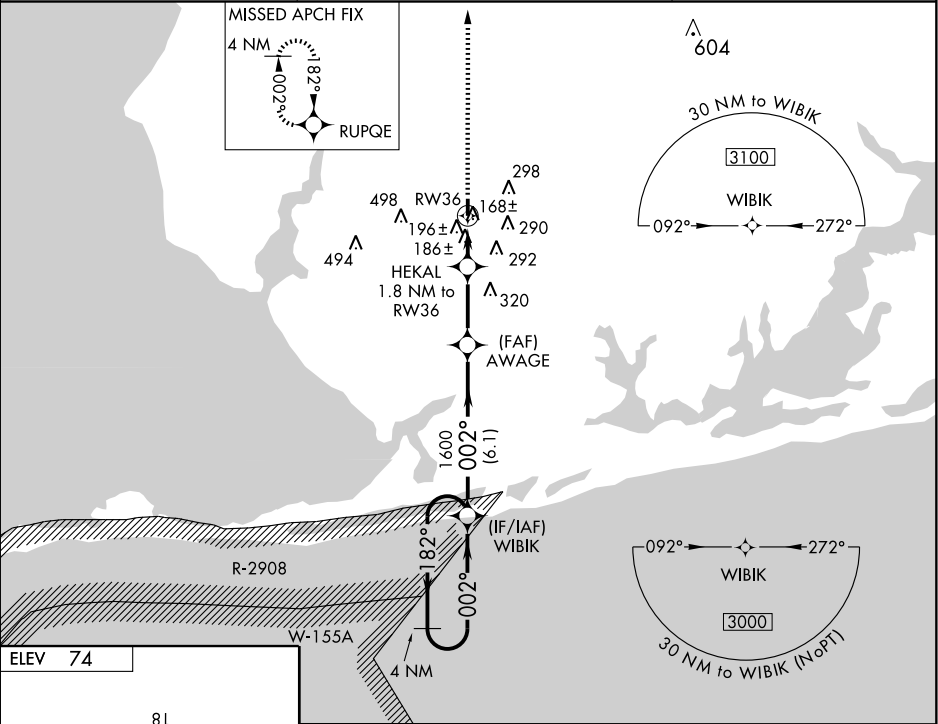 MISSED APCH FIX
4 NM
002°
182°
RUPQE
604
30 NM to WIBIK
3100
WIBIK
092°
272°
298
498
RW36
168±
196±
290
186±
494
292
HEKAL
1.8 NM to
RW36
320
(FAF)
AWAGE
1600
002°
(6.1)
(IF/IAF)
WIBIK
182°
002°
R-2908
W-155A
4 NM
092°
272°
WIBIK
3000
30 NM to WIBIK (NoPT)
ELEV 74
81